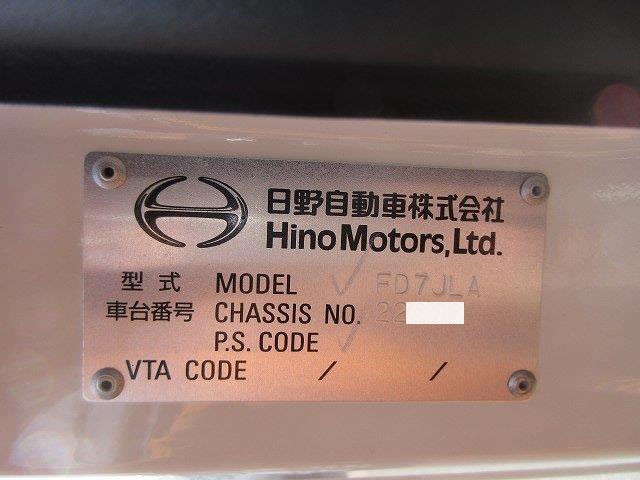 日野自動車株式会社
Hino Motors,Ltd.
型式 MODEL FD7JLA
車台番号 CHASSIS NO. 22
P.S. CODE
VTA CODE / /